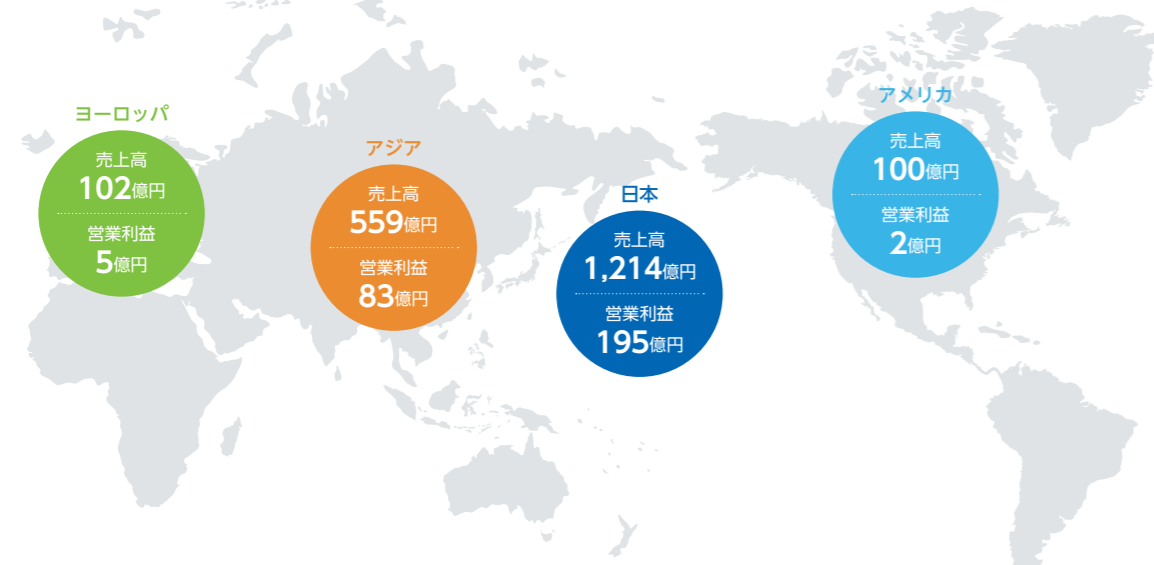 ヨーロッパ
売上高
102億円
営業利益
5億円
アジア
売上高
559億円
営業利益
83億円
日本
売上高
1,214億円
営業利益
195億円
アメリカ
売上高
100億円
営業利益
2億円